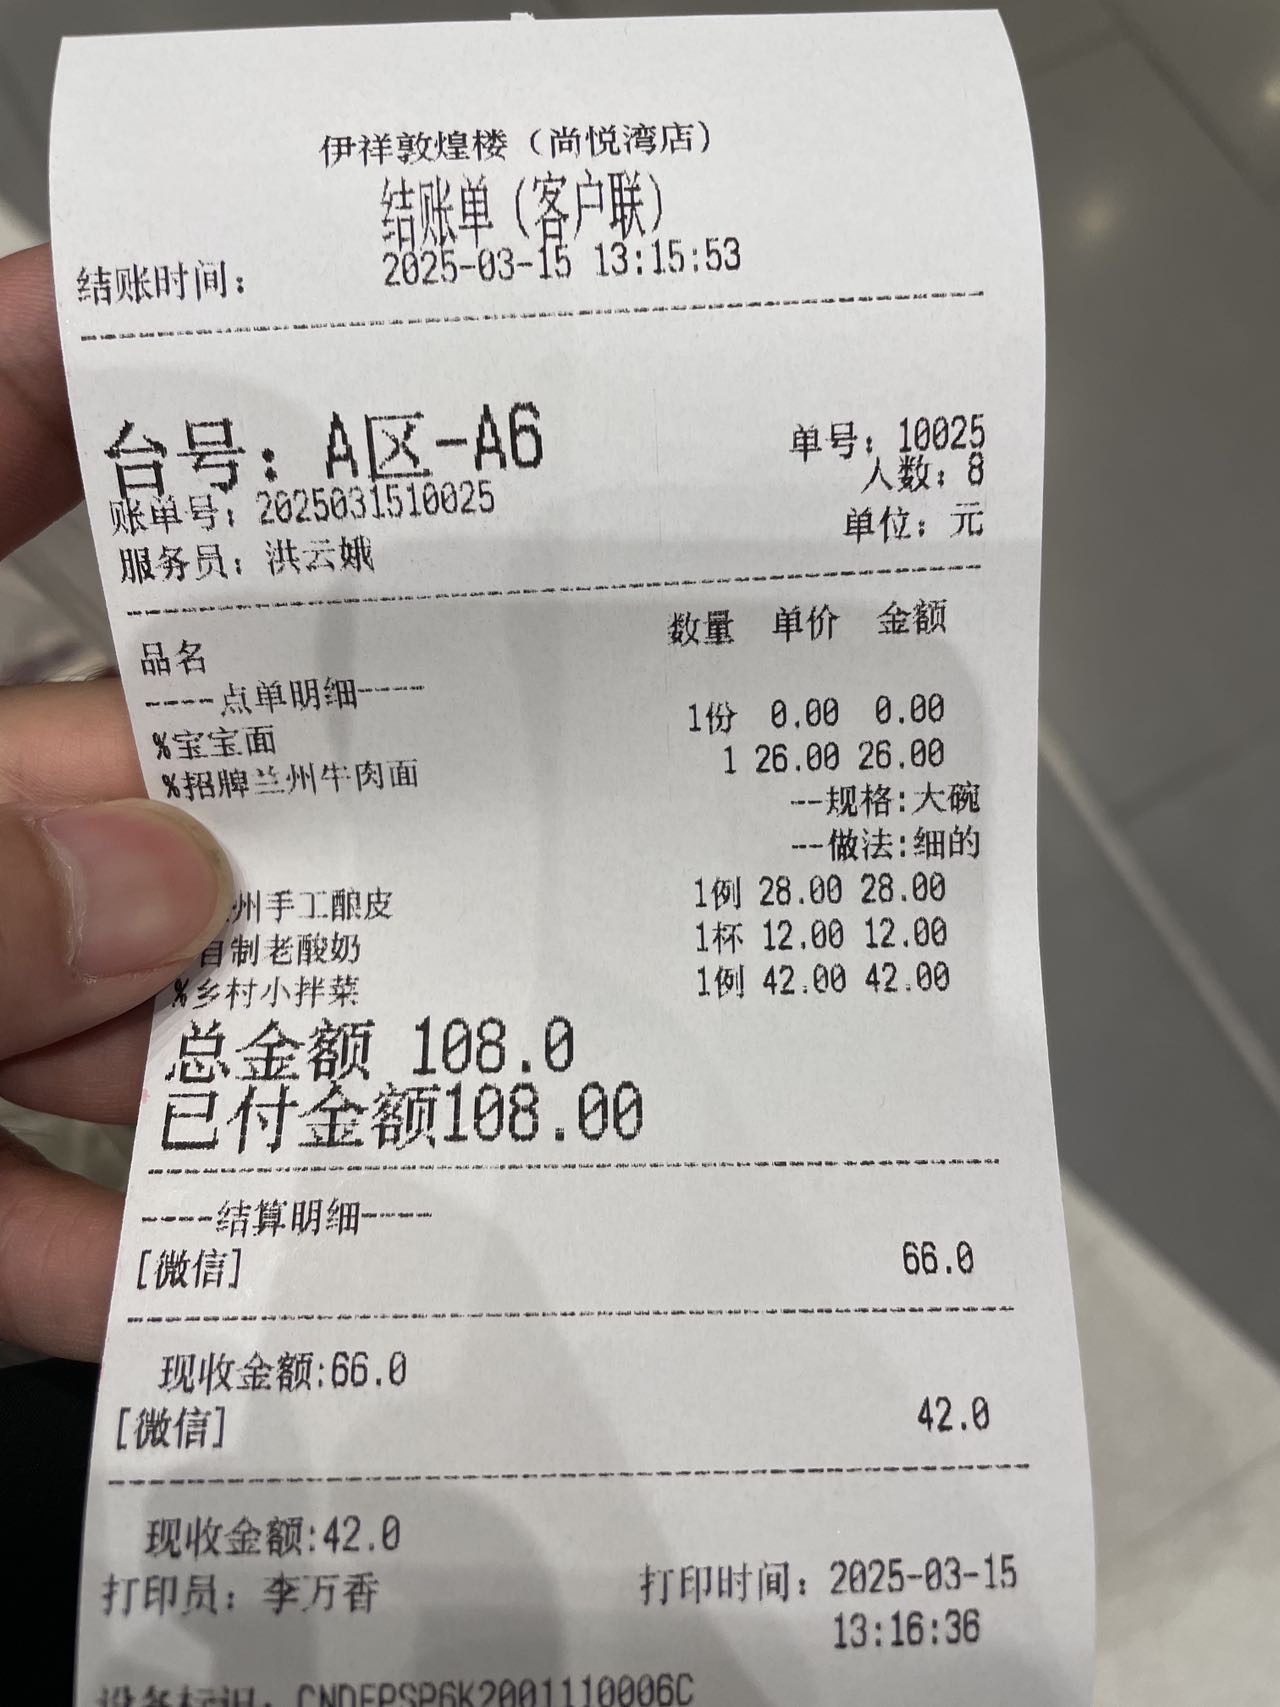 伊祥敦煌楼（尚悦湾店）
结账单（客户联）
结账时间： 2025-03-15 13:15:53
台号：A区-A6
单号：10025
人数：8
账单号：2025031510025
单位：元
服务员：洪云娥
品名 数量 单价 金额
----点单明细----
%宝宝面 1份 0.00 0.00
%招牌兰州牛肉面 1 26.00 26.00
--规格:大碗
--做法:细的
州手工酿皮 1例 28.00 28.00
自制老酸奶 1杯 12.00 12.00
%乡村小拌菜 1例 42.00 42.00
总金额 108.0
已付金额108.00
----结算明细----
[微信] 66.0
现收金额:66.0
[微信] 42.0
现收金额:42.0
打印员：李万香 打印时间：2025-03-15
13:16:36
设备标识：CNDEPSP6K2001110006C